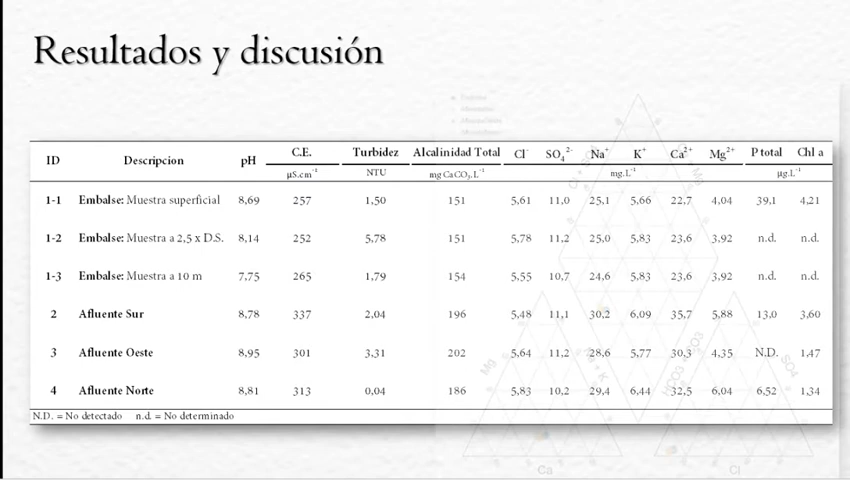 Resultados y discusión
ID Descripcion pH C.E. Turbidez Alcalinidad Total Cl⁻ SO₄²⁻ Na⁺ K⁺ Ca²⁺ Mg²⁺ P total Chl a
µS.cm⁻¹ NTU mg CaCO₃.L⁻¹ mg.L⁻¹ µg.L⁻¹
1-1 Embalse: Muestra superficial 8,69 257 1,50 151 5,61 11,0 25,1 5,66 22,7 4,04 39,1 4,21
1-2 Embalse: Muestra a 2,5 x D.S. 8,14 252 5,78 151 5,78 11,2 25,0 5,83 23,6 3,92 n.d. n.d.
1-3 Embalse: Muestra a 10 m 7,75 265 1,79 154 5,55 10,7 24,6 5,83 23,6 3,92 n.d. n.d.
2 Afluente Sur 8,78 337 2,04 196 5,48 11,1 30,2 6,09 35,7 5,88 13,0 3,60
3 Afluente Oeste 8,95 301 3,31 202 5,64 11,2 28,6 5,77 30,3 4,35 N.D. 1,47
4 Afluente Norte 8,81 313 0,04 186 5,83 10,2 29,4 6,44 32,5 6,04 6,52 1,34
N.D. = No detectado n.d. = No determinado
Mg
Na + K
HCO3 + CO3
SO4
Ca
Cl